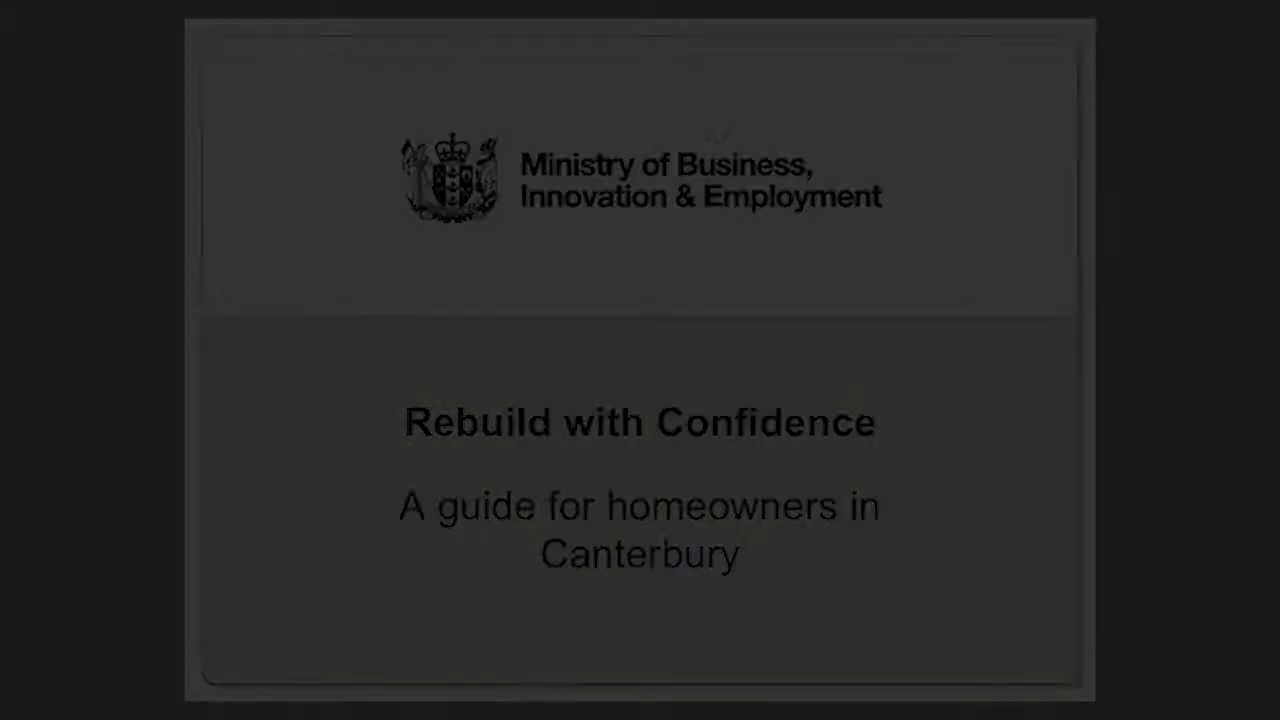 Ministry of Business,
Innovation & Employment
Rebuild with Confidence
A guide for homeowners in
Canterbury